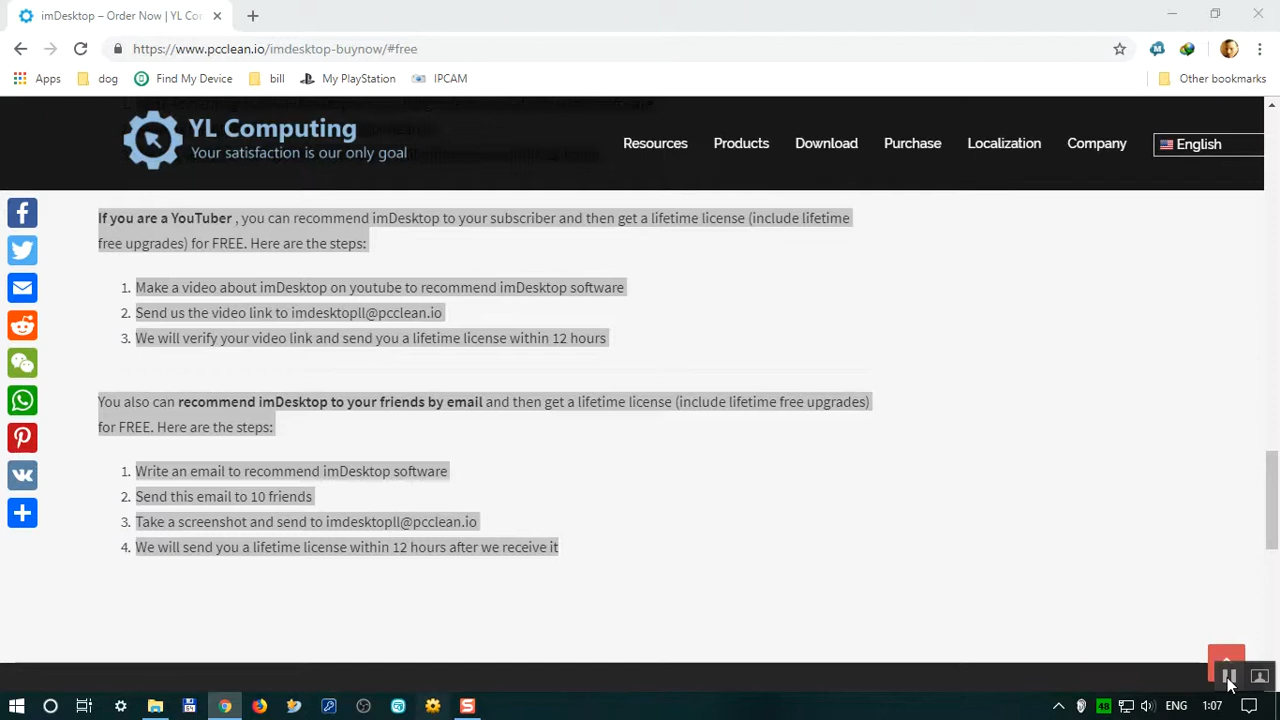 imDesktop – Order Now | YL Co
https://www.pcclean.io/imdesktop-buynow/#free
Apps dog Find My Device bill My PlayStation IPCAM Other bookmarks
YL Computing
Your satisfaction is our only goal
Resources Products Download Purchase Localization Company English
If you are a YouTuber , you can recommend imDesktop to your subscriber and then get a lifetime license (include lifetime
free upgrades) for FREE. Here are the steps:
1. Make a video about imDesktop on youtube to recommend imDesktop software
2. Send us the video link to imdesktopll@pcclean.io
3. We will verify your video link and send you a lifetime license within 12 hours
You also can recommend imDesktop to your friends by email and then get a lifetime license (include lifetime free upgrades)
for FREE. Here are the steps:
1. Write an email to recommend imDesktop software
2. Send this email to 10 friends
3. Take a screenshot and send to imdesktopll@pcclean.io
4. We will send you a lifetime license within 12 hours after we receive it
48 ENG 1:07